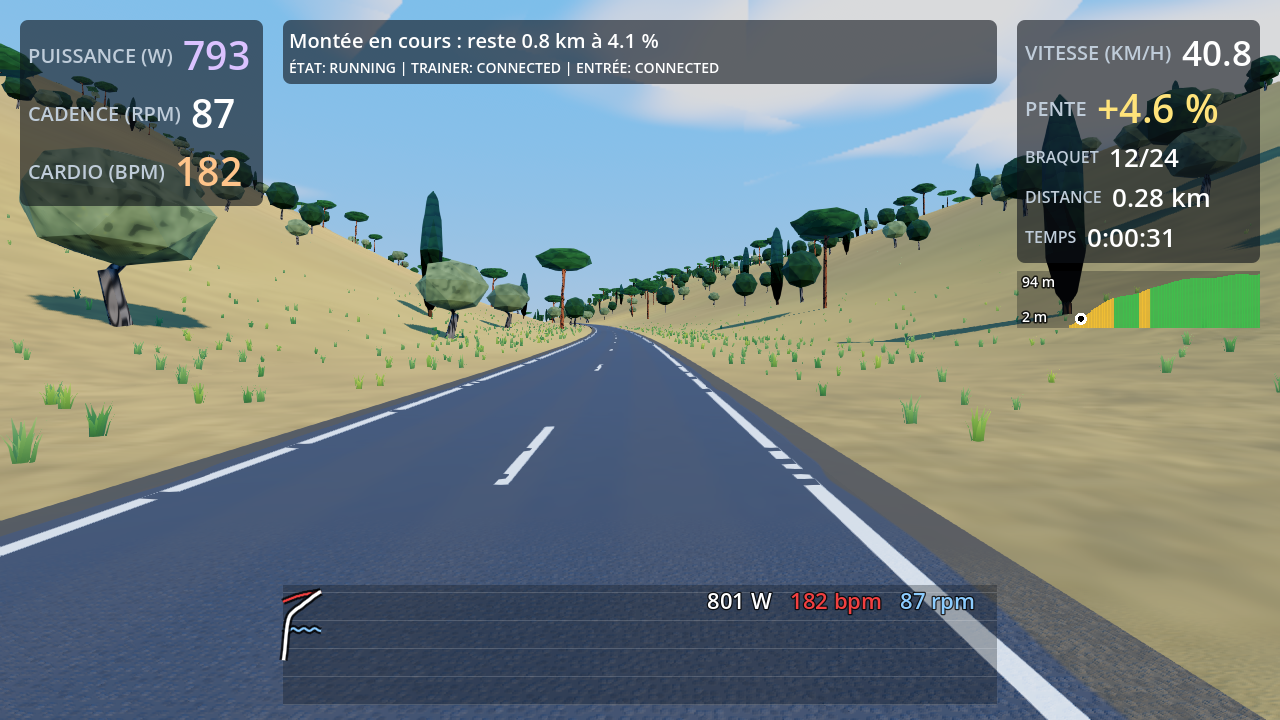 PUISSANCE (W) 793
CADENCE (RPM) 87
CARDIO (BPM) 182
Montée en cours : reste 0.8 km à 4.1 %
ÉTAT: RUNNING | TRAINER: CONNECTED | ENTRÉE: CONNECTED
VITESSE (KM/H) 40.8
PENTE +4.6 %
BRAQUET 12/24
DISTANCE 0.28 km
TEMPS 0:00:31
94 m
2 m
801 W 182 bpm 87 rpm